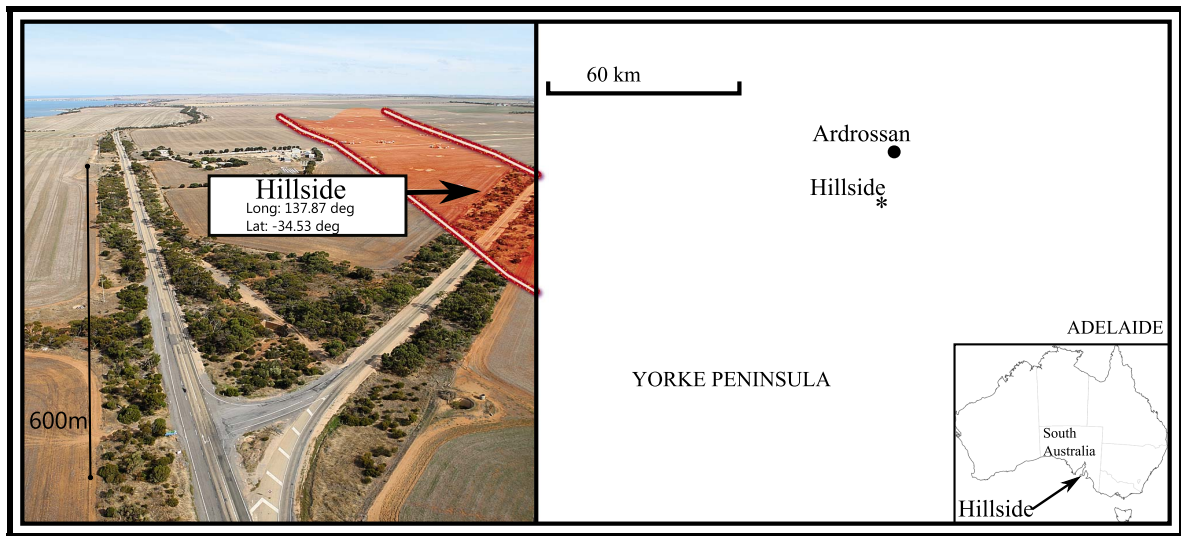 Hillside
Long: 137.87 deg
Lat: -34.53 deg
600m
60 km
Ardrossan
Hillside
*
YORKE PENINSULA
ADELAIDE
South
Australia
Hillside